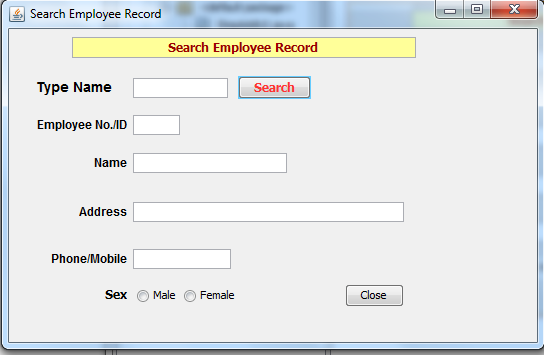 Search Employee Record
Search Employee Record
Type Name Search
Employee No./ID
Name
Address
Phone/Mobile
Sex Male Female Close